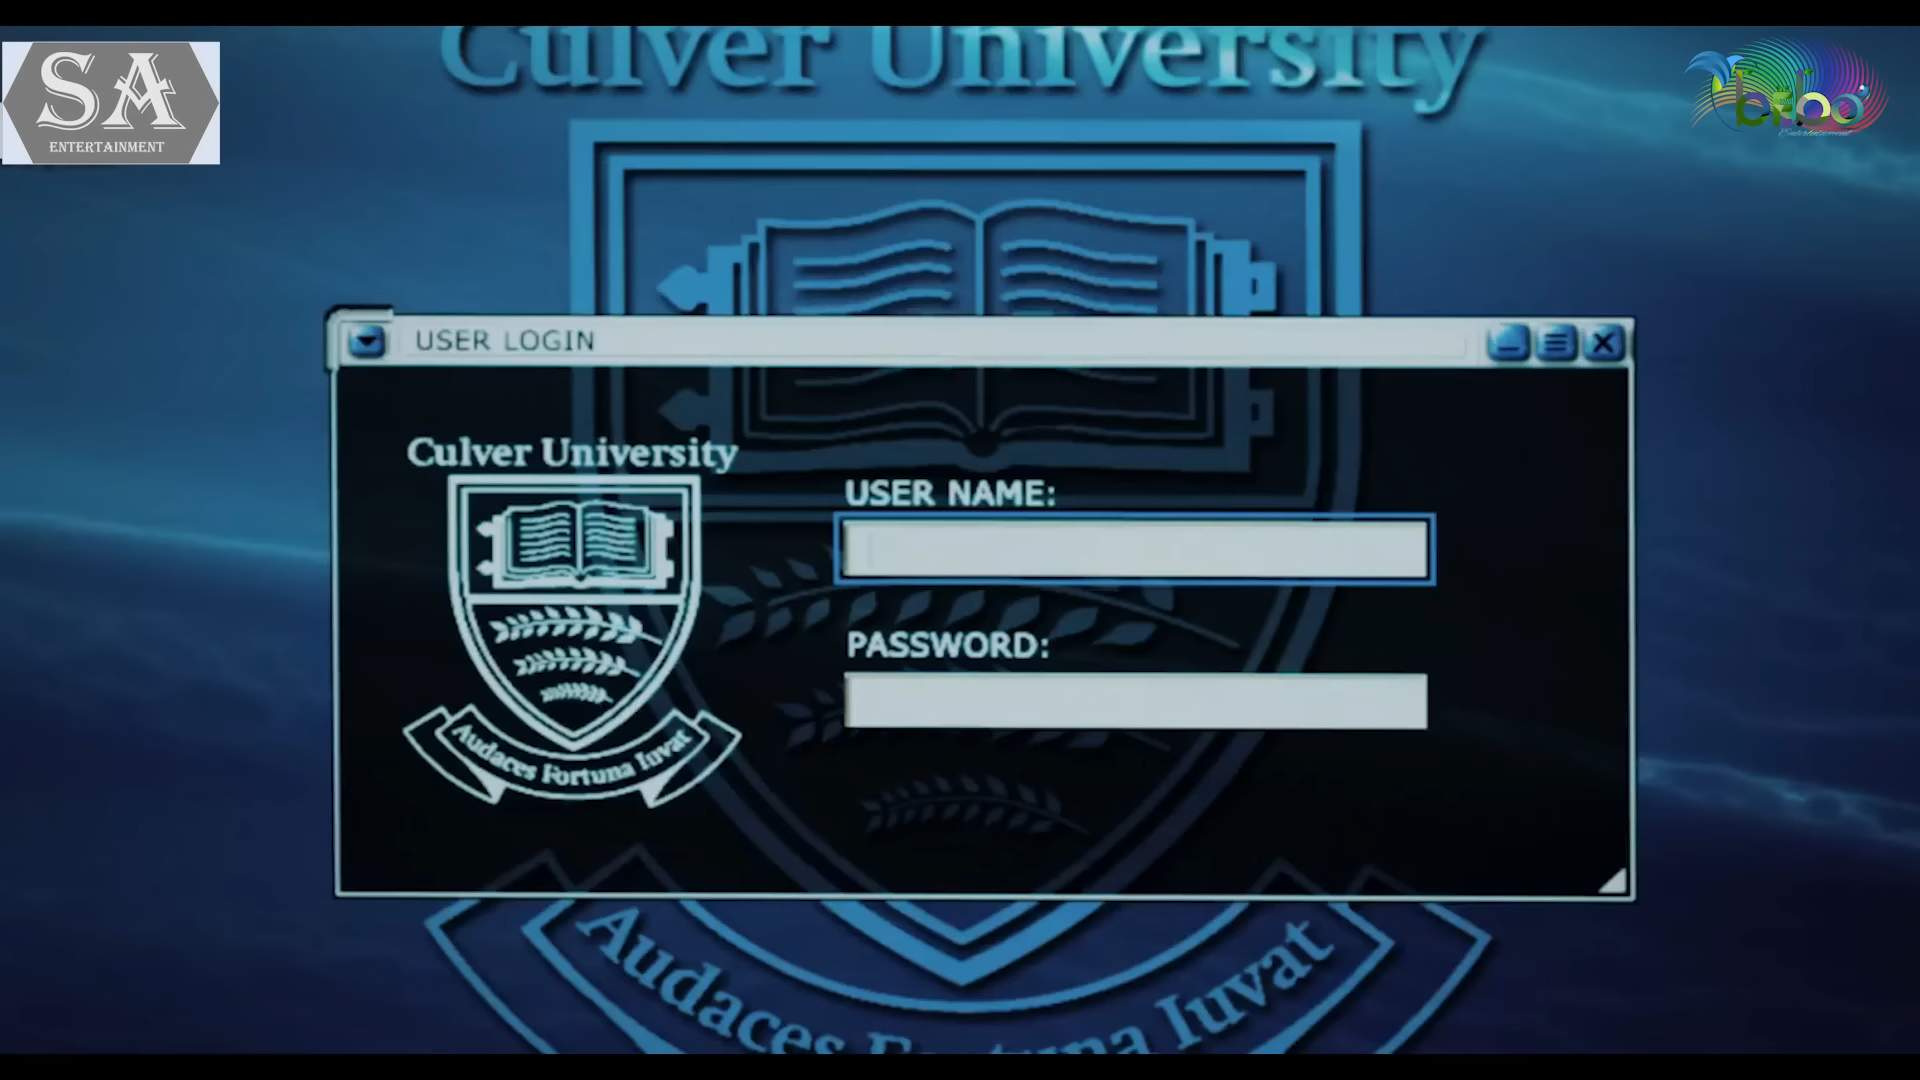 Culver University
SA
ENTERTAINMENT
USER LOGIN
Culver University
USER NAME:
PASSWORD:
Audaces Fortuna Iuvat
Audaces Fortuna Iuvat